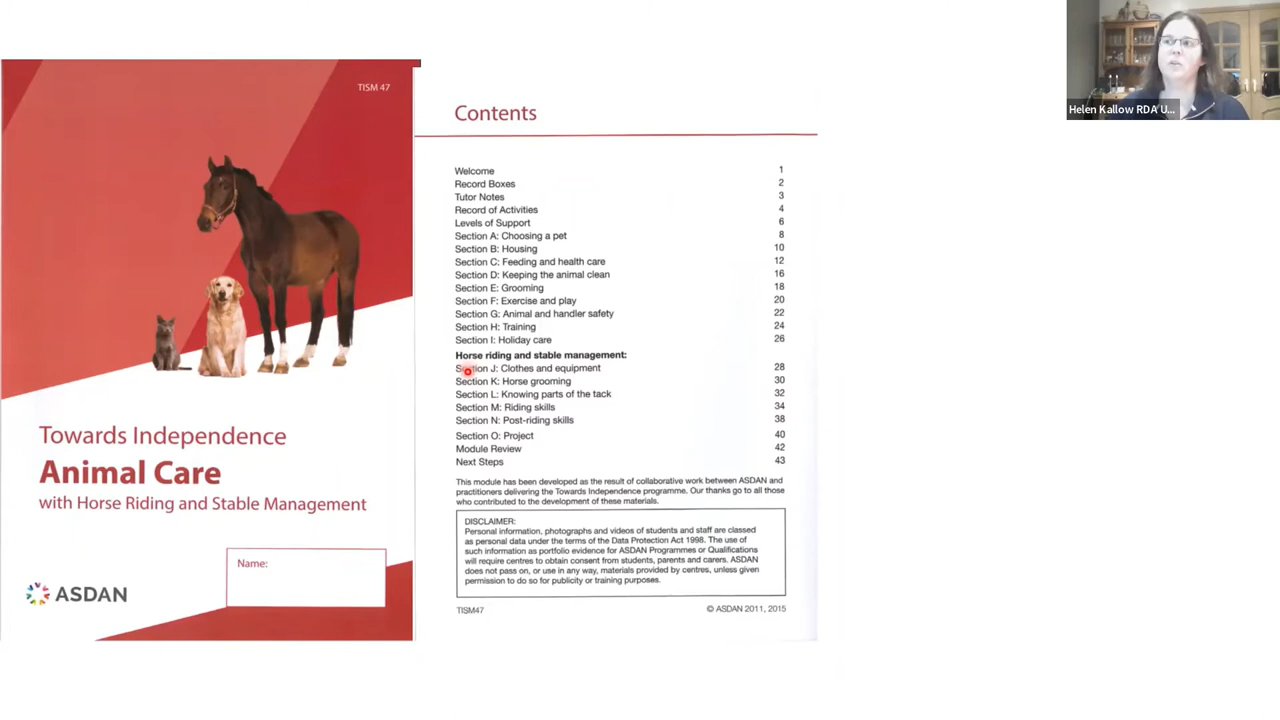 TISM 47
Towards Independence
Animal Care
with Horse Riding and Stable Management
Name:
ASDAN
Contents
Welcome 1
Record Boxes 2
Tutor Notes 3
Record of Activities 4
Levels of Support 6
Section A: Choosing a pet 8
Section B: Housing 10
Section C: Feeding and health care 12
Section D: Keeping the animal clean 16
Section E: Grooming 18
Section F: Exercise and play 20
Section G: Animal and handler safety 22
Section H: Training 24
Section I: Holiday care 26
Horse riding and stable management:
Section J: Clothes and equipment 28
Section K: Horse grooming 30
Section L: Knowing parts of the tack 32
Section M: Riding skills 34
Section N: Post-riding skills 38
Section O: Project 40
Module Review 42
Next Steps 43
This module has been developed as the result of collaborative work between ASDAN and
practitioners delivering the Towards Independence programme. Our thanks go to all those
who contributed to the development of these materials.
DISCLAIMER:
Personal information, photographs and videos of students and staff are classed
as personal data under the terms of the Data Protection Act 1998. The use of
such information as portfolio evidence for ASDAN Programmes or Qualifications
will require centres to obtain consent from students, parents and carers. ASDAN
does not pass on, or use in any way, materials provided by centres, unless given
permission to do so for publicity or training purposes.
TISM47 © ASDAN 2011, 2015
Helen Kallow RDA U...